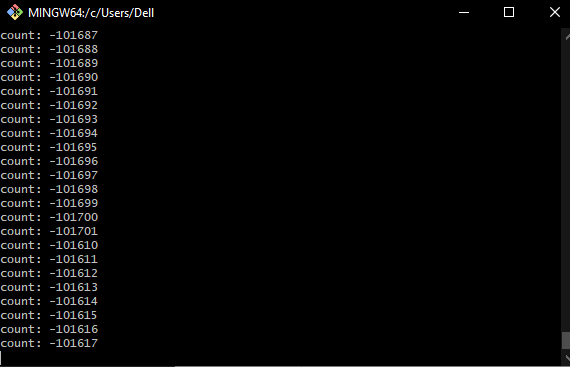 MINGW64:/c/Users/Dell
count: -101687
count: -101688
count: -101689
count: -101690
count: -101691
count: -101692
count: -101693
count: -101694
count: -101695
count: -101696
count: -101697
count: -101698
count: -101699
count: -101700
count: -101701
count: -101610
count: -101611
count: -101612
count: -101613
count: -101614
count: -101615
count: -101616
count: -101617